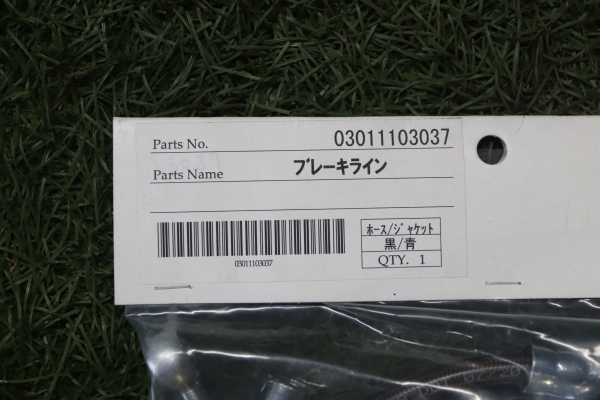 Parts No. 03011103037
Parts Name ブレーキライン
03011103037
ホース/ジャケット
黒/青
QTY. 1